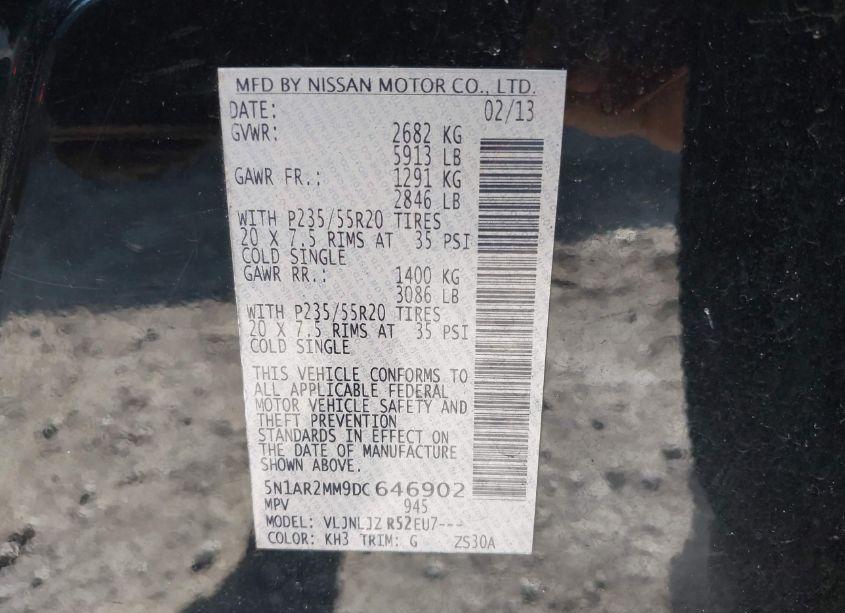 MFD BY NISSAN MOTOR CO., LTD.
DATE: 02/13
GVWR: 2682 KG
5913 LB
GAWR FR.: 1291 KG
2846 LB
WITH P235/55R20 TIRES
20 X 7.5 RIMS AT 35 PSI
COLD SINGLE
GAWR RR.: 1400 KG
3086 LB
WITH P235/55R20 TIRES
20 X 7.5 RIMS AT 35 PSI
COLD SINGLE
THIS VEHICLE CONFORMS TO
ALL APPLICABLE FEDERAL
MOTOR VEHICLE SAFETY AND
THEFT PREVENTION
STANDARDS IN EFFECT ON
THE DATE OF MANUFACTURE
SHOWN ABOVE.
5N1AR2MM9DC646902
MPV 945
MODEL: VLJNLJZ R52EU7---
COLOR: KH3 TRIM: G ZS30A